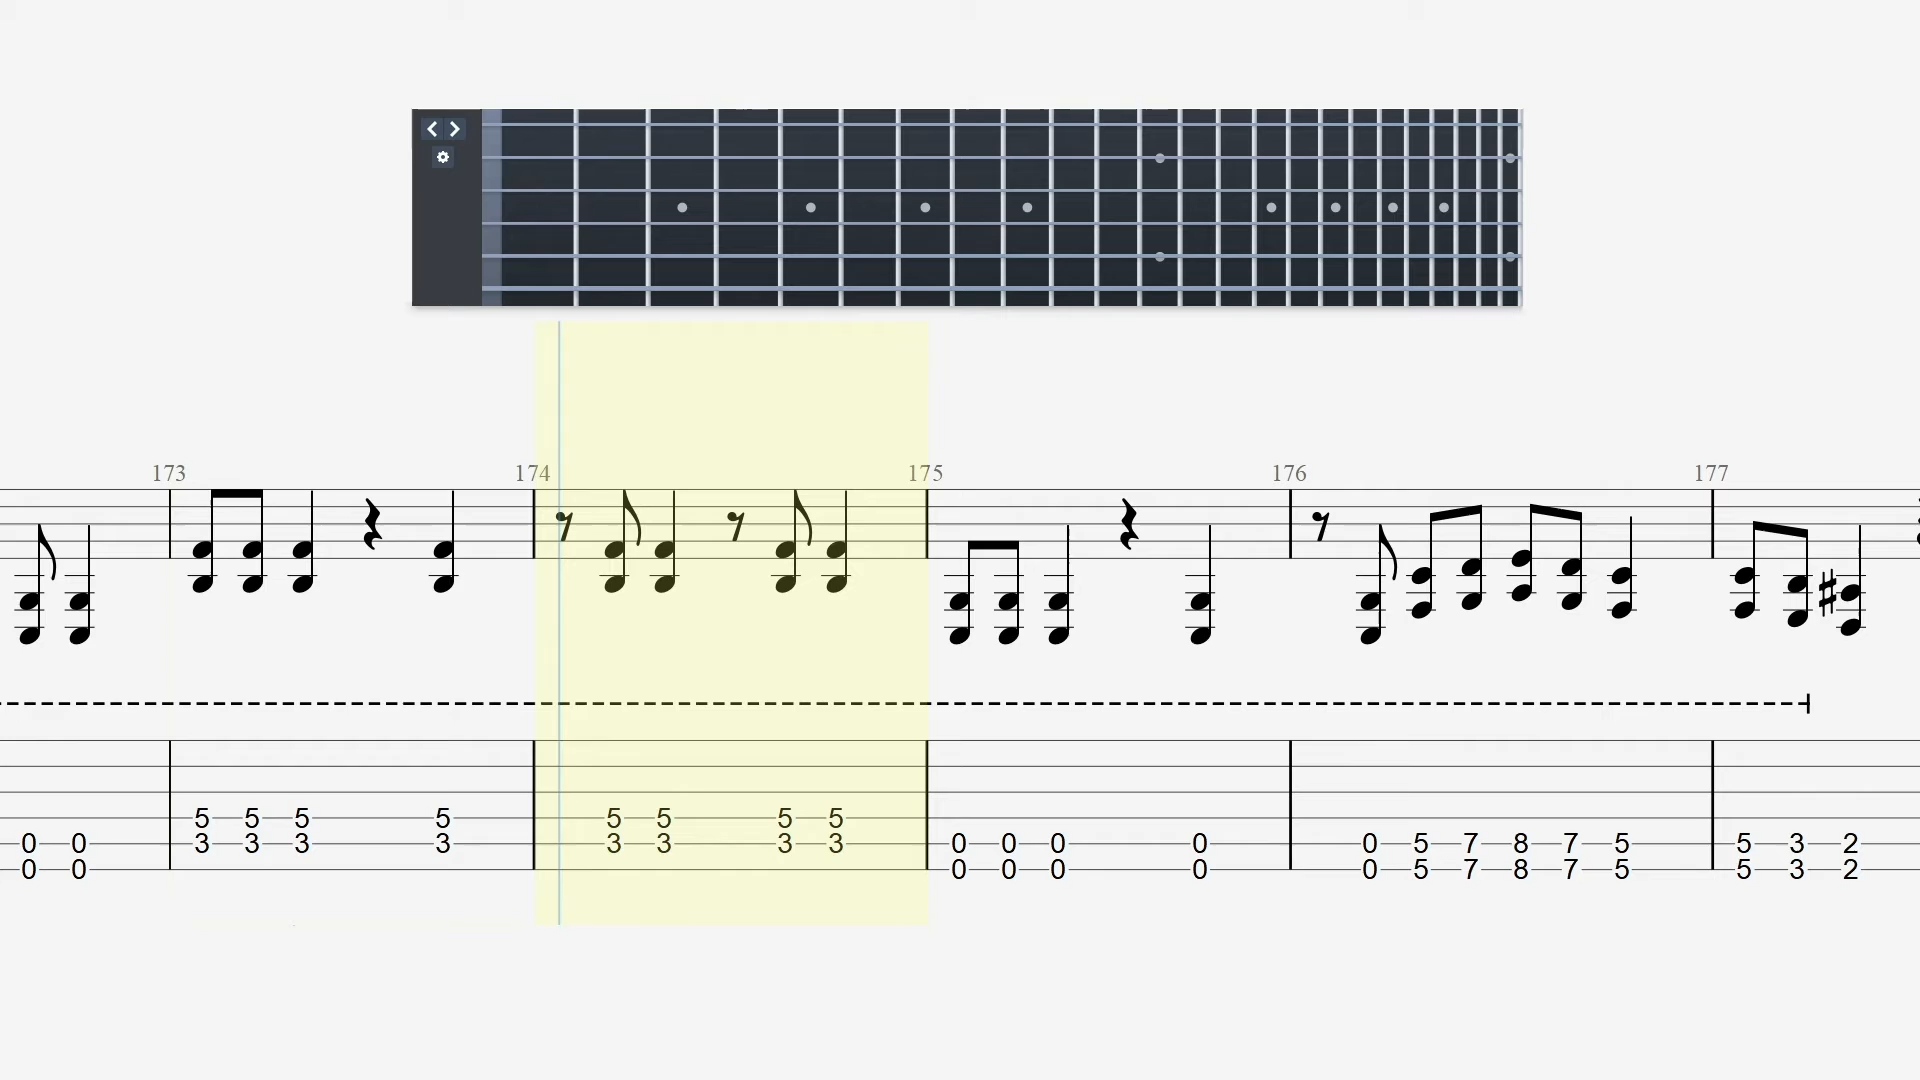 173 174 175 176 177
5 5 5 5 5 5 5 5
0 0 3 3 3 3 3 3 3 3 0 0 0 0 0 5 7 8 7 5 5 3 2
0 0 0 0 0 0 0 5 7 8 7 5 5 3 2